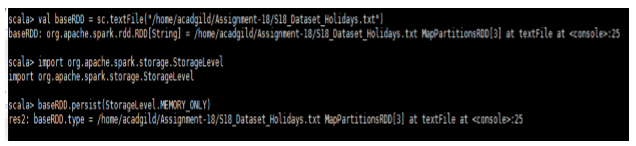 scala> val baseRDD = sc.textFile("/home/acadgild/Assignment-18/S18_Dataset_Holidays.txt")
baseRDD: org.apache.spark.rdd.RDD[String] = /home/acadgild/Assignment-18/S18_Dataset_Holidays.txt MapPartitionsRDD[3] at textFile at <console>:25
scala> import org.apache.spark.storage.StorageLevel
import org.apache.spark.storage.StorageLevel
scala> baseRDD.persist(StorageLevel.MEMORY_ONLY)
res2: baseRDD.type = /home/acadgild/Assignment-18/S18_Dataset_Holidays.txt MapPartitionsRDD[3] at textFile at <console>:25